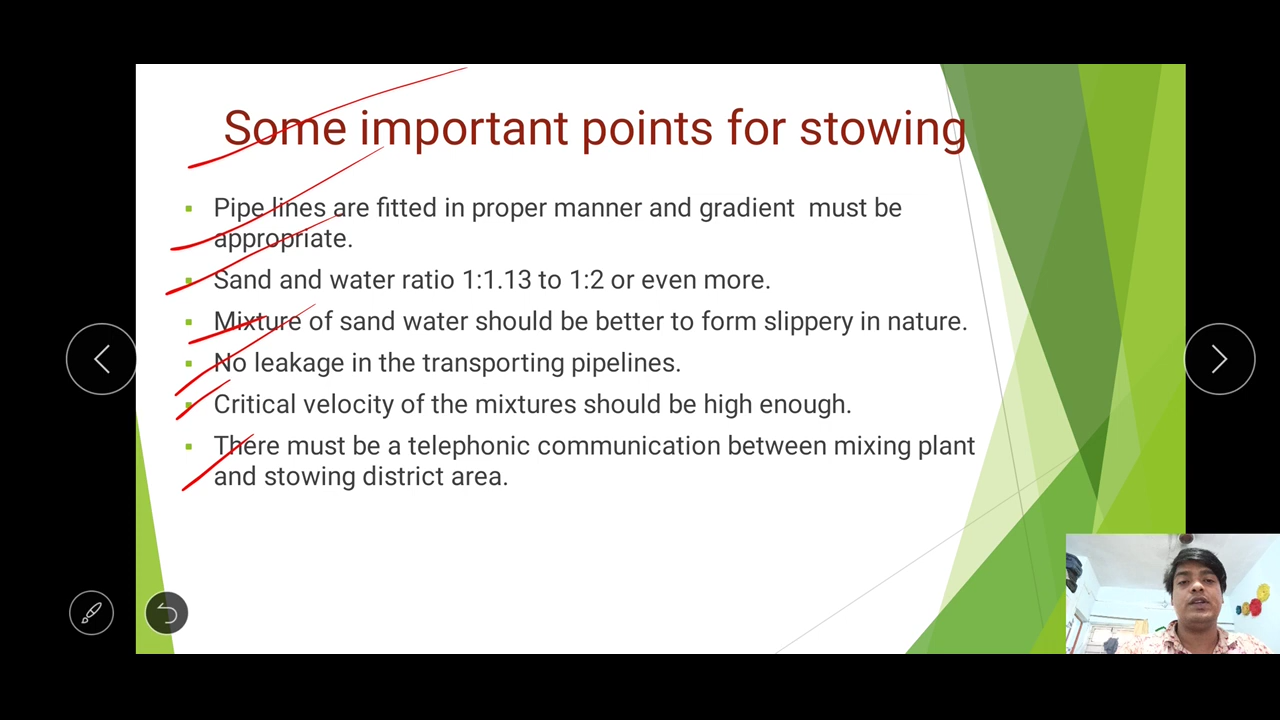 Some important points for stowing
Pipe lines are fitted in proper manner and gradient must be
appropriate.
Sand and water ratio 1:1.13 to 1:2 or even more.
Mixture of sand water should be better to form slippery in nature.
No leakage in the transporting pipelines.
Critical velocity of the mixtures should be high enough.
There must be a telephonic communication between mixing plant
and stowing district area.